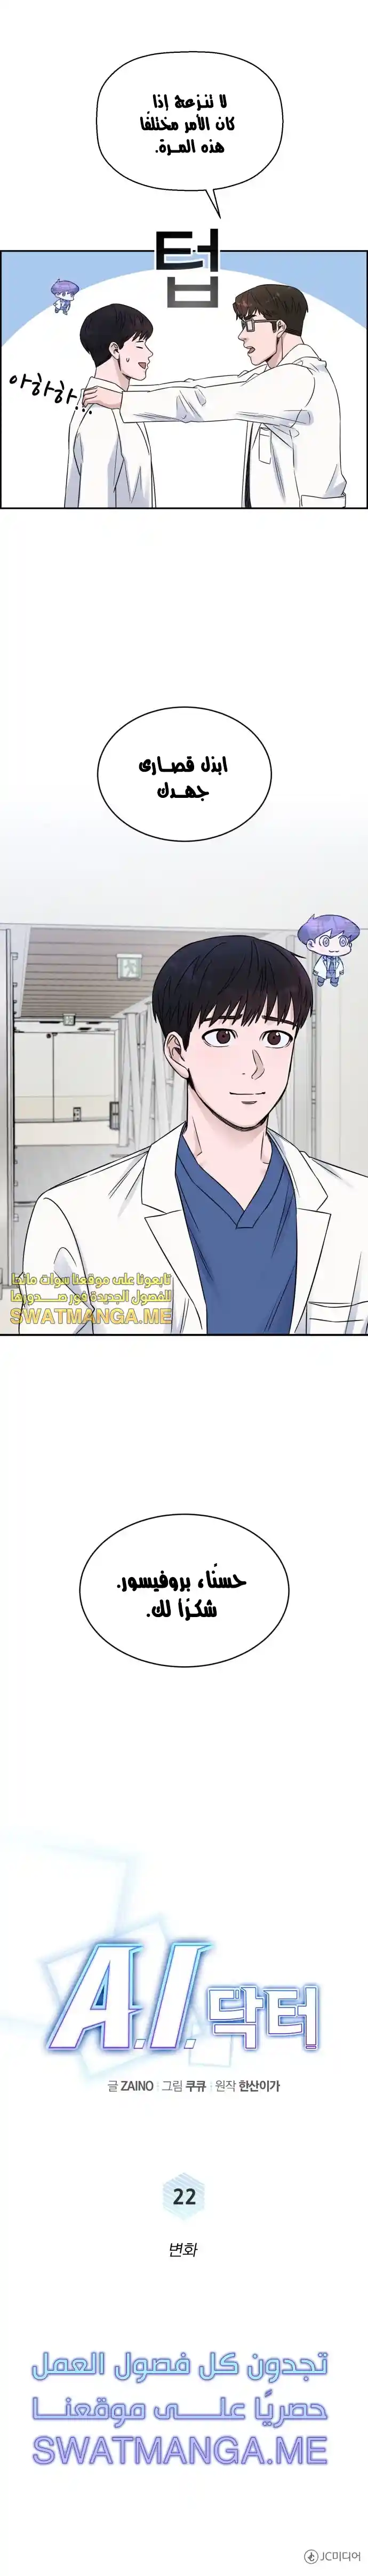 لا تنزعج إذا
كان الأمر مختلفًا
هذه المرة.
텁
아하하!..
ابذل قصارى
جهدك
تابعونا على موقعنا سوات مانجا
للفصول الجديدة فور صدورها
SWATMANGA.ME
حسنًا، بروفيسور.
شكرًا لك.
A.I. 닥터
글 ZAINO | 그림 쿠큐 | 원작 한산이가
22
변화
تجدون كل فصول العمل
حصريًا على موقعنا
SWATMANGA.ME
JC미디어